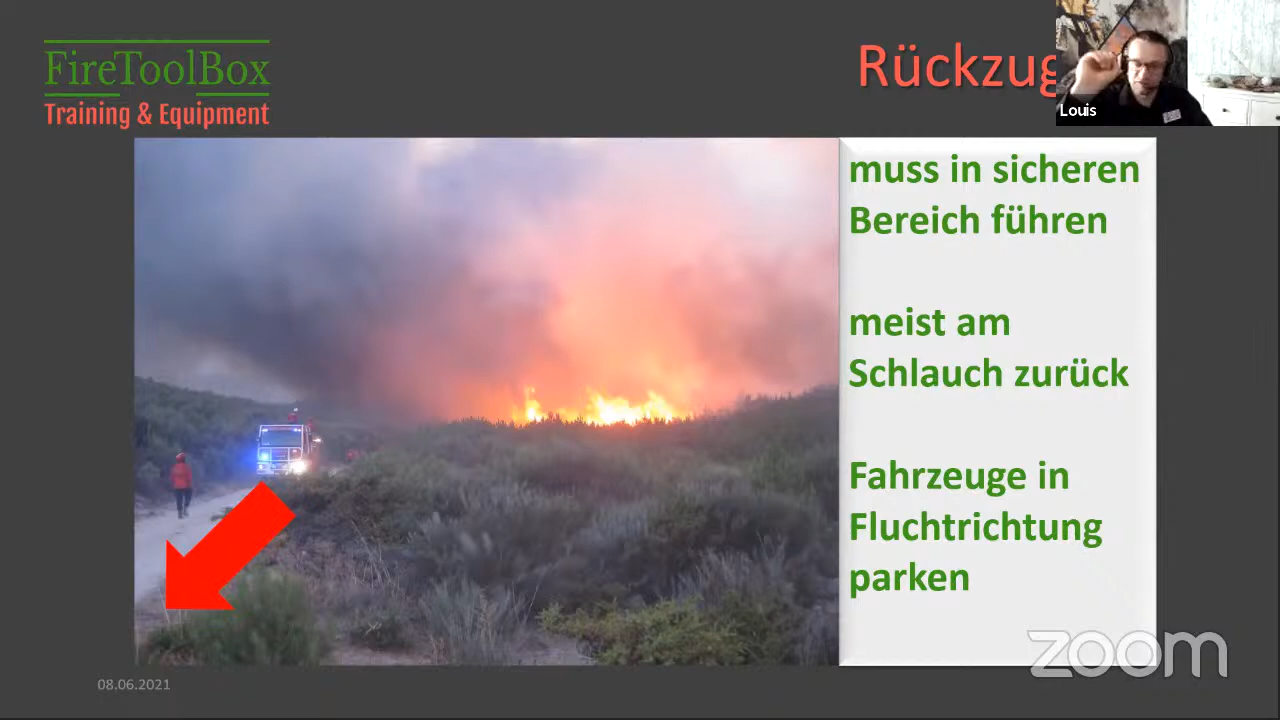 FireToolBox
Training & Equipment
Rückzug
Louis
muss in sicheren
Bereich führen
meist am
Schlauch zurück
Fahrzeuge in
Fluchtrichtung
parken
zoom
08.06.2021